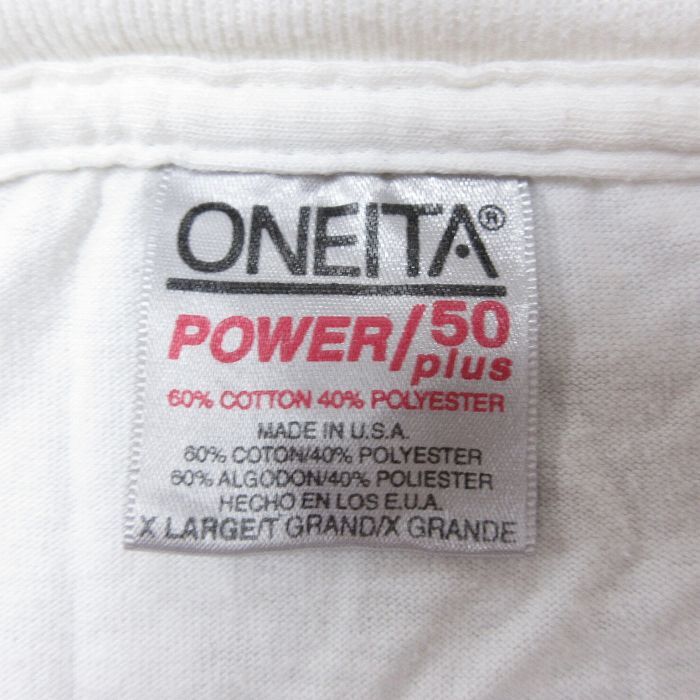 ONEITA®
POWER/50 plus
60% COTTON 40% POLYESTER
MADE IN U.S.A.
60% COTON/40% POLYESTER
60% ALGODON/40% POLIESTER
HECHO EN LOS E.U.A.
X LARGE/T GRAND/X GRANDE